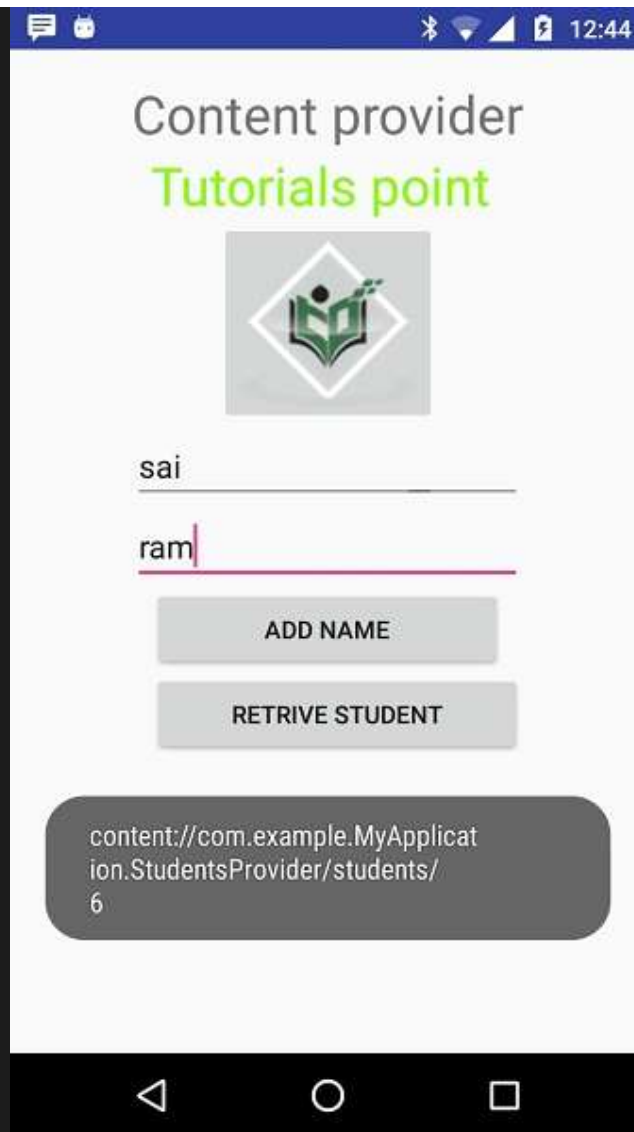 12:44
Content provider
Tutorials point
sai
ram
ADD NAME
RETRIVE STUDENT
content://com.example.MyApplicat
ion.StudentsProvider/students/
6